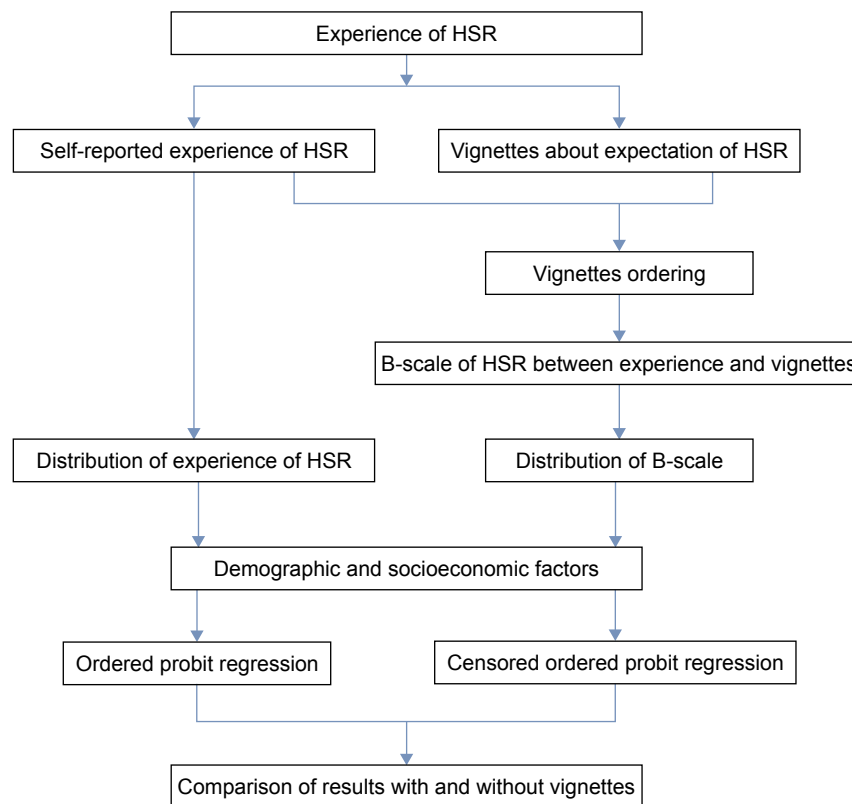 Experience of HSR
Self-reported experience of HSR
Vignettes about expectation of HSR
Vignettes ordering
B-scale of HSR between experience and vignettes
Distribution of experience of HSR
Distribution of B-scale
Demographic and socioeconomic factors
Ordered probit regression
Censored ordered probit regression
Comparison of results with and without vignettes